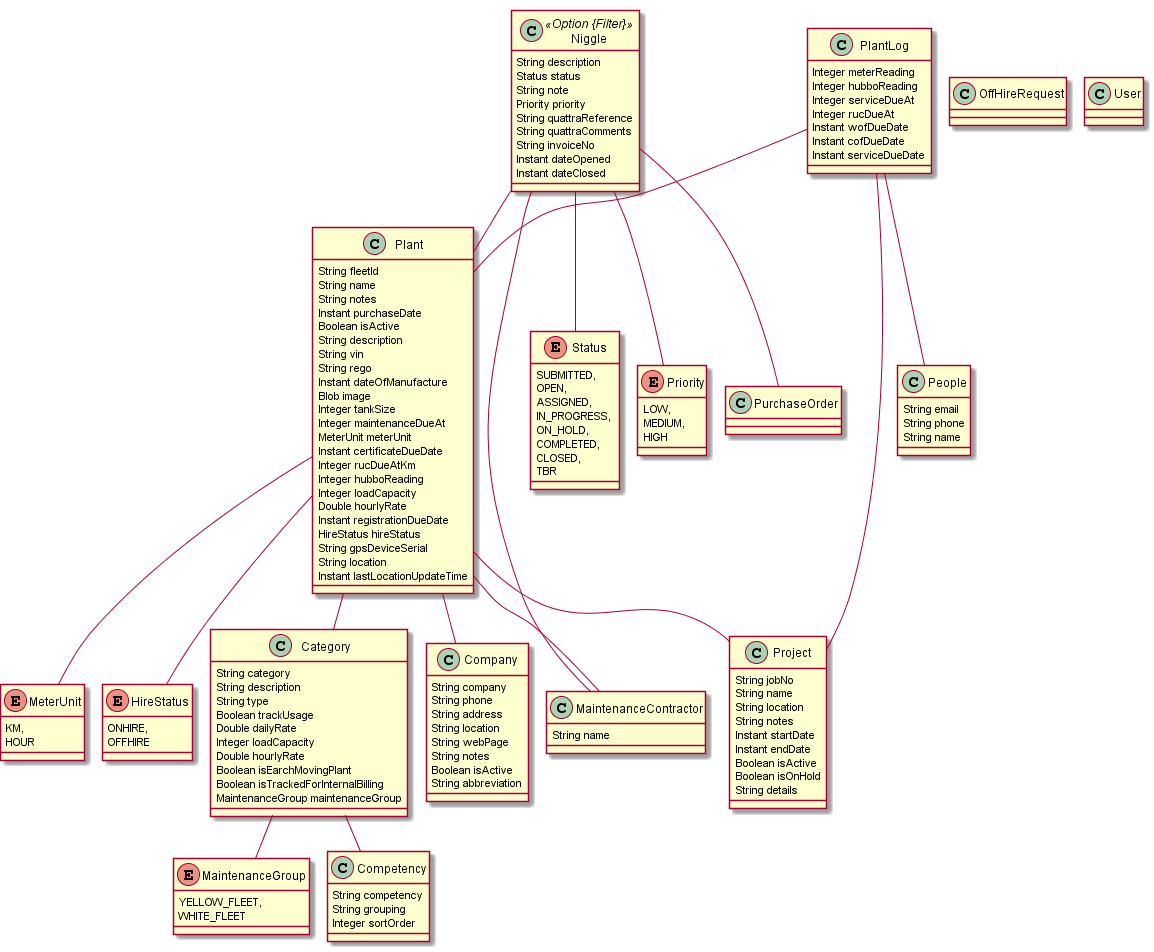 C «Option {Filter}»
Niggle
String description
Status status
String note
Priority priority
String quattraReference
String quattraComments
String invoiceNo
Instant dateOpened
Instant dateClosed
C PlantLog
Integer meterReading
Integer hubboReading
Integer serviceDueAt
Integer rucDueAt
Instant wofDueDate
Instant cofDueDate
Instant serviceDueDate
C OffHireRequest
C User
C Plant
String fleetId
String name
String notes
Instant purchaseDate
Boolean isActive
String description
String vin
String rego
Instant dateOfManufacture
Blob image
Integer tankSize
Integer maintenanceDueAt
MeterUnit meterUnit
Instant certificateDueDate
Integer rucDueAtKm
Integer hubboReading
Integer loadCapacity
Double hourlyRate
Instant registrationDueDate
HireStatus hireStatus
String gpsDeviceSerial
String location
Instant lastLocationUpdateTime
E Status
SUBMITTED,
OPEN,
ASSIGNED,
IN_PROGRESS,
ON_HOLD,
COMPLETED,
CLOSED,
TBR
E Priority
LOW,
MEDIUM,
HIGH
C PurchaseOrder
C People
String email
String phone
String name
E MeterUnit
KM,
HOUR
E HireStatus
ONHIRE,
OFFHIRE
C Category
String category
String description
String type
Boolean trackUsage
Double dailyRate
Integer loadCapacity
Double hourlyRate
Boolean isEarchMovingPlant
Boolean isTrackedForInternalBilling
MaintenanceGroup maintenanceGroup
C Company
String company
String phone
String address
String location
String webPage
String notes
Boolean isActive
String abbreviation
C MaintenanceContractor
String name
C Project
String jobNo
String name
String location
String notes
Instant startDate
Instant endDate
Boolean isActive
Boolean isOnHold
String details
E MaintenanceGroup
YELLOW_FLEET,
WHITE_FLEET
C Competency
String competency
String grouping
Integer sortOrder